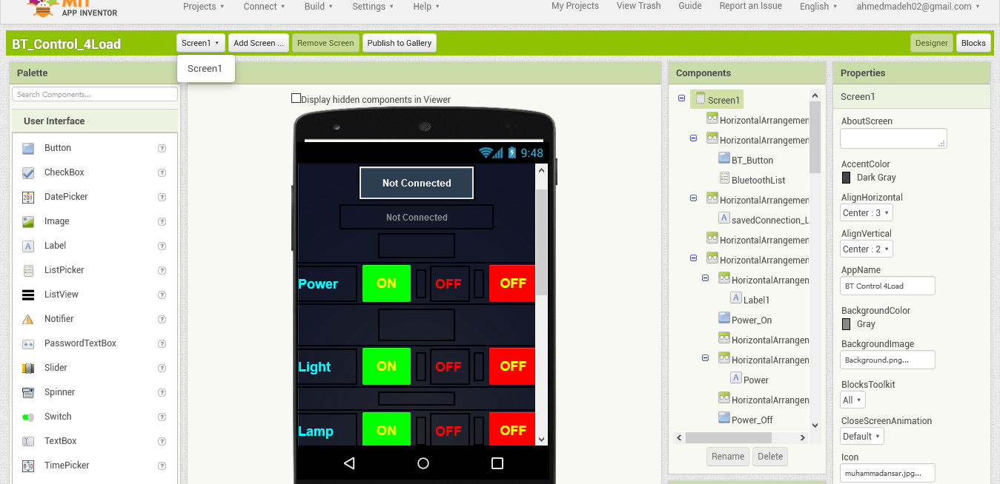 MIT
APP INVENTOR
Projects
Connect
Build
Settings
Help
My Projects
View Trash
Guide
Report an Issue
English
ahmedmadeh02@gmail.com
BT_Control_4Load
Screen1
Add Screen ...
Remove Screen
Publish to Gallery
Designer
Blocks
Screen1
Palette
Search Components...
User Interface
Button
?
CheckBox
?
DatePicker
?
Image
?
Label
?
ListPicker
?
ListView
?
Notifier
?
PasswordTextBox
?
Slider
?
Spinner
?
Switch
?
TextBox
?
TimePicker
?
Display hidden components in Viewer
9:48
Not Connected
Not Connected
Power
ON
OFF
OFF
Light
ON
OFF
OFF
Lamp
ON
OFF
OFF
Components
Screen1
HorizontalArrangemen
HorizontalArrangemen
BT_Button
BluetoothList
HorizontalArrangemen
savedConnection_L
HorizontalArrangemen
HorizontalArrangemen
HorizontalArrangen
Label1
Power_On
HorizontalArrangen
HorizontalArrangen
Power
HorizontalArrangen
Power_Off
Rename
Delete
Properties
Screen1
AboutScreen
AccentColor
Dark Gray
AlignHorizontal
Center : 3
AlignVertical
Center : 2
AppName
BT Control 4Load
BackgroundColor
Gray
BackgroundImage
Background.png...
BlocksToolkit
All
CloseScreenAnimation
Default
Icon
muhammadansar.jpg...